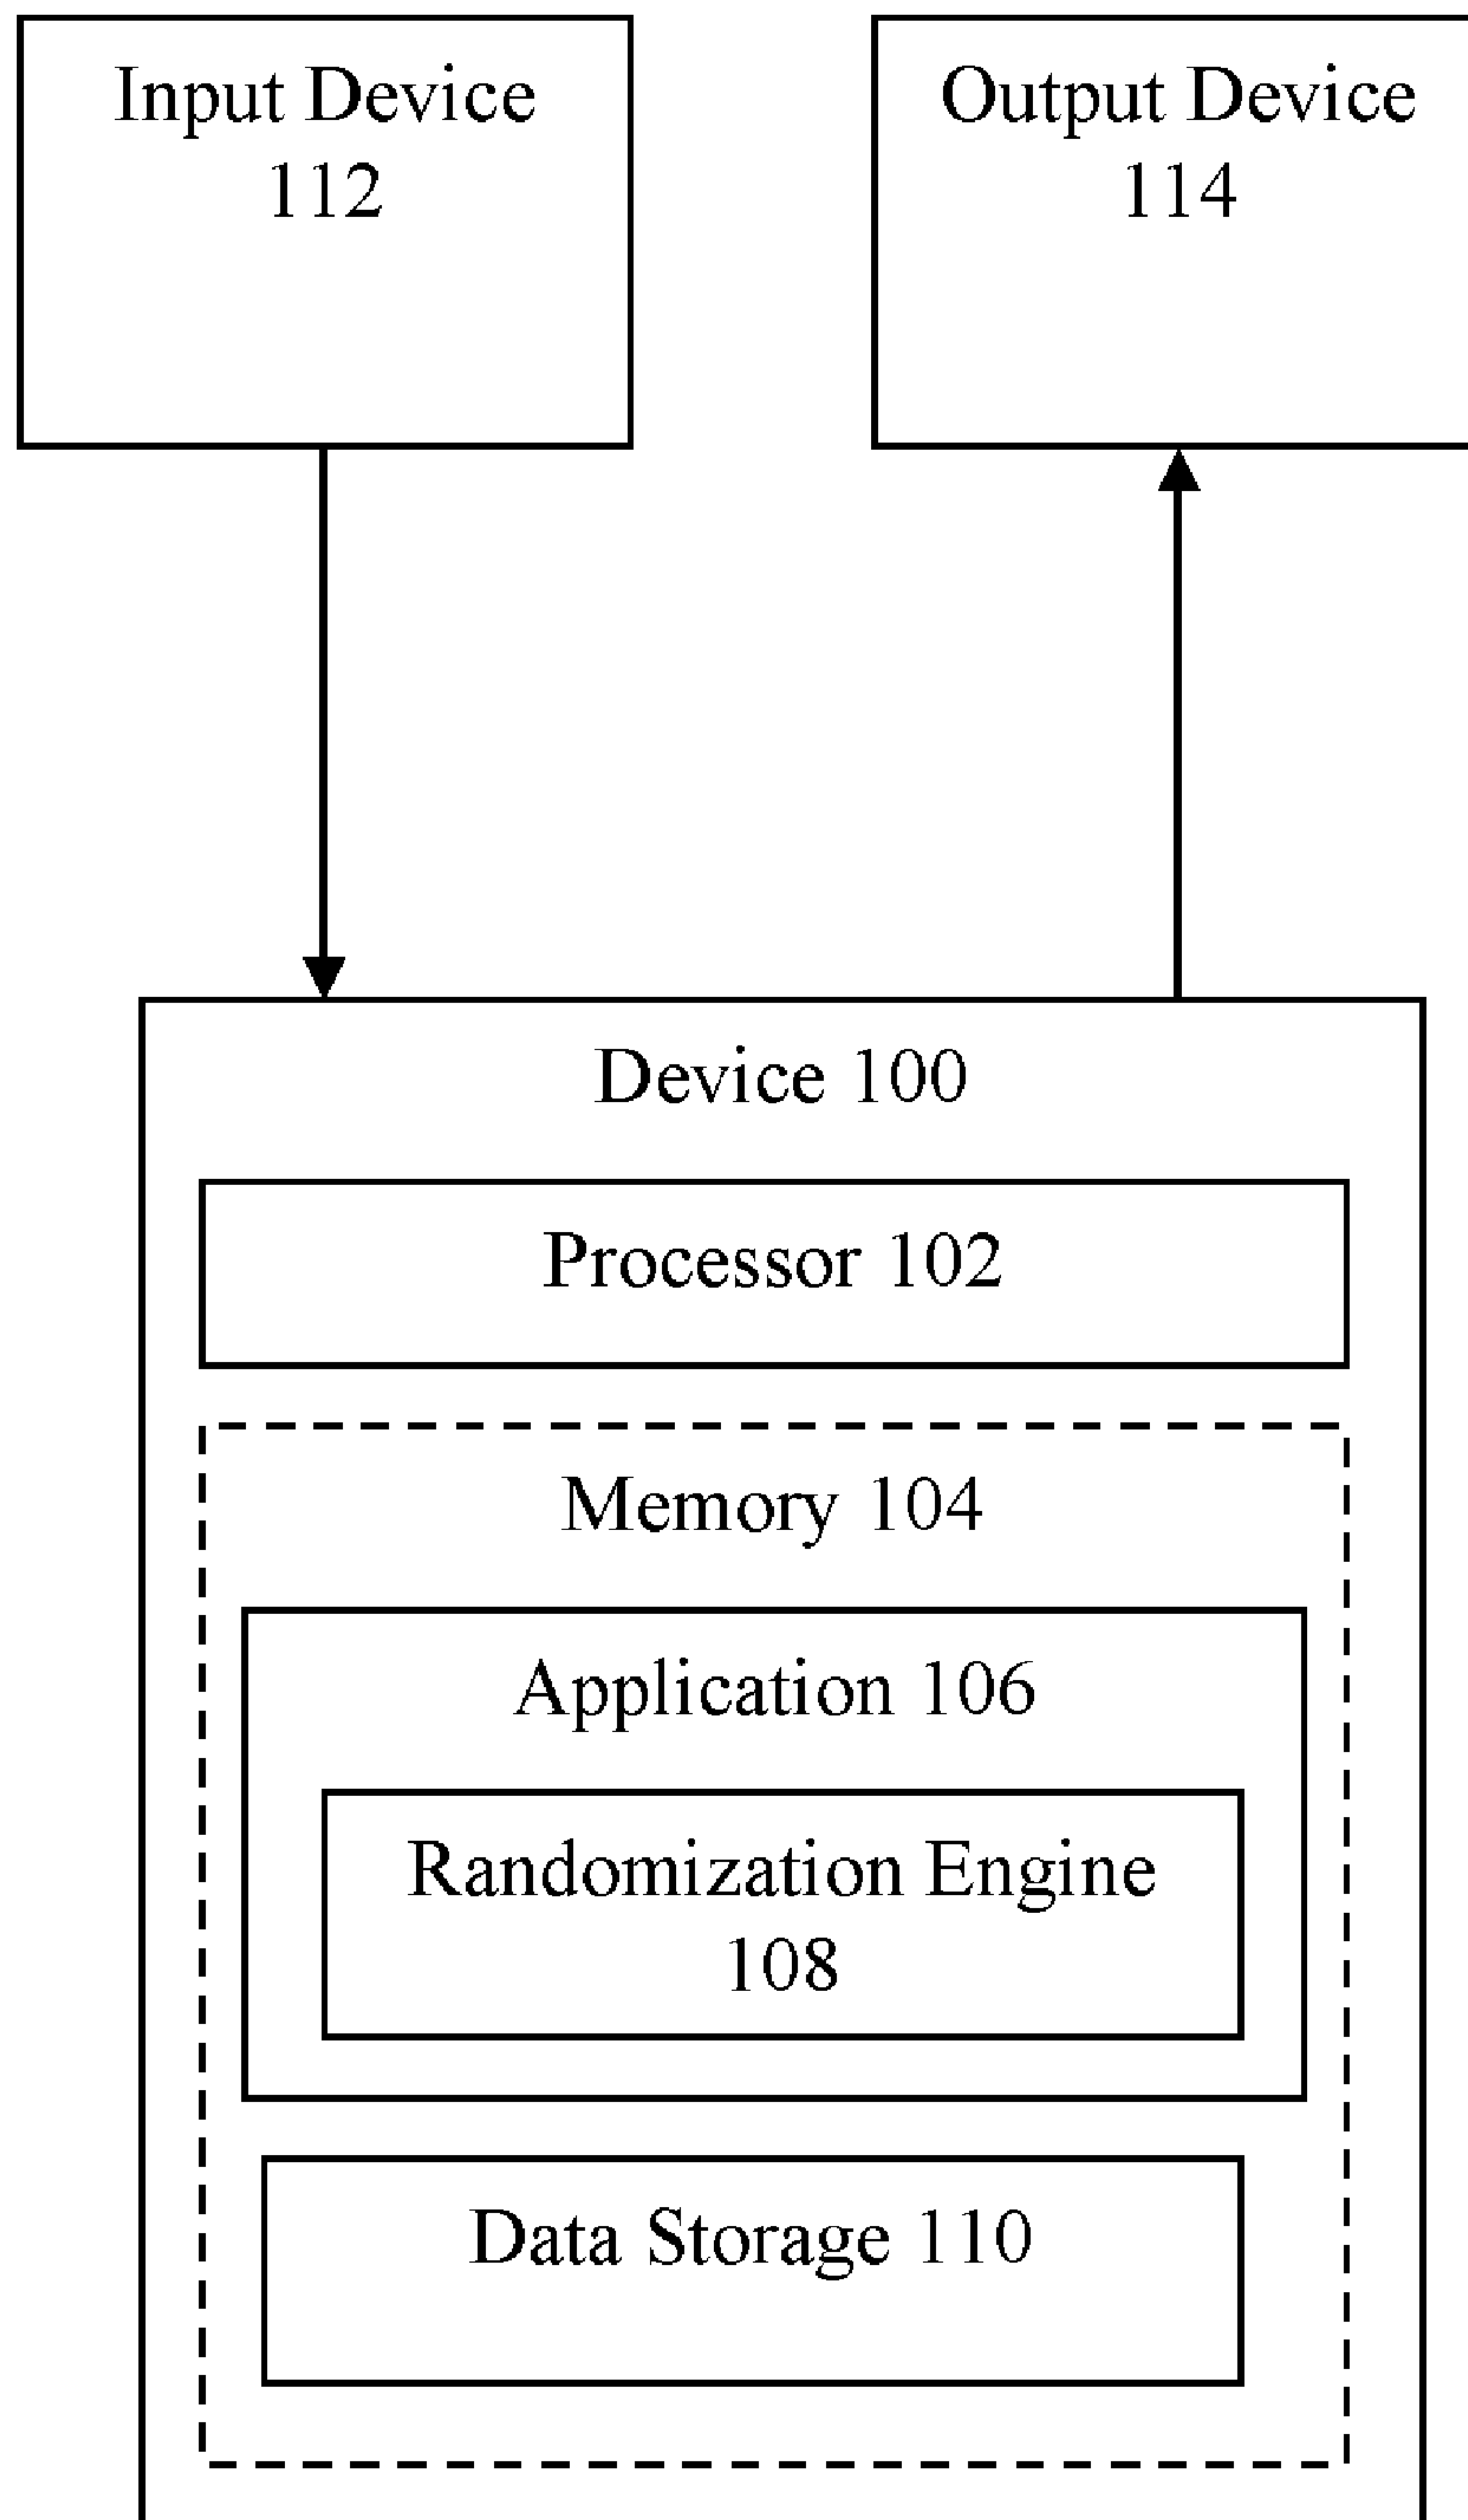 Input Device
112
Output Device
114
Device 100
Processor 102
Memory 104
Application 106
Randomization Engine
108
Data Storage 110